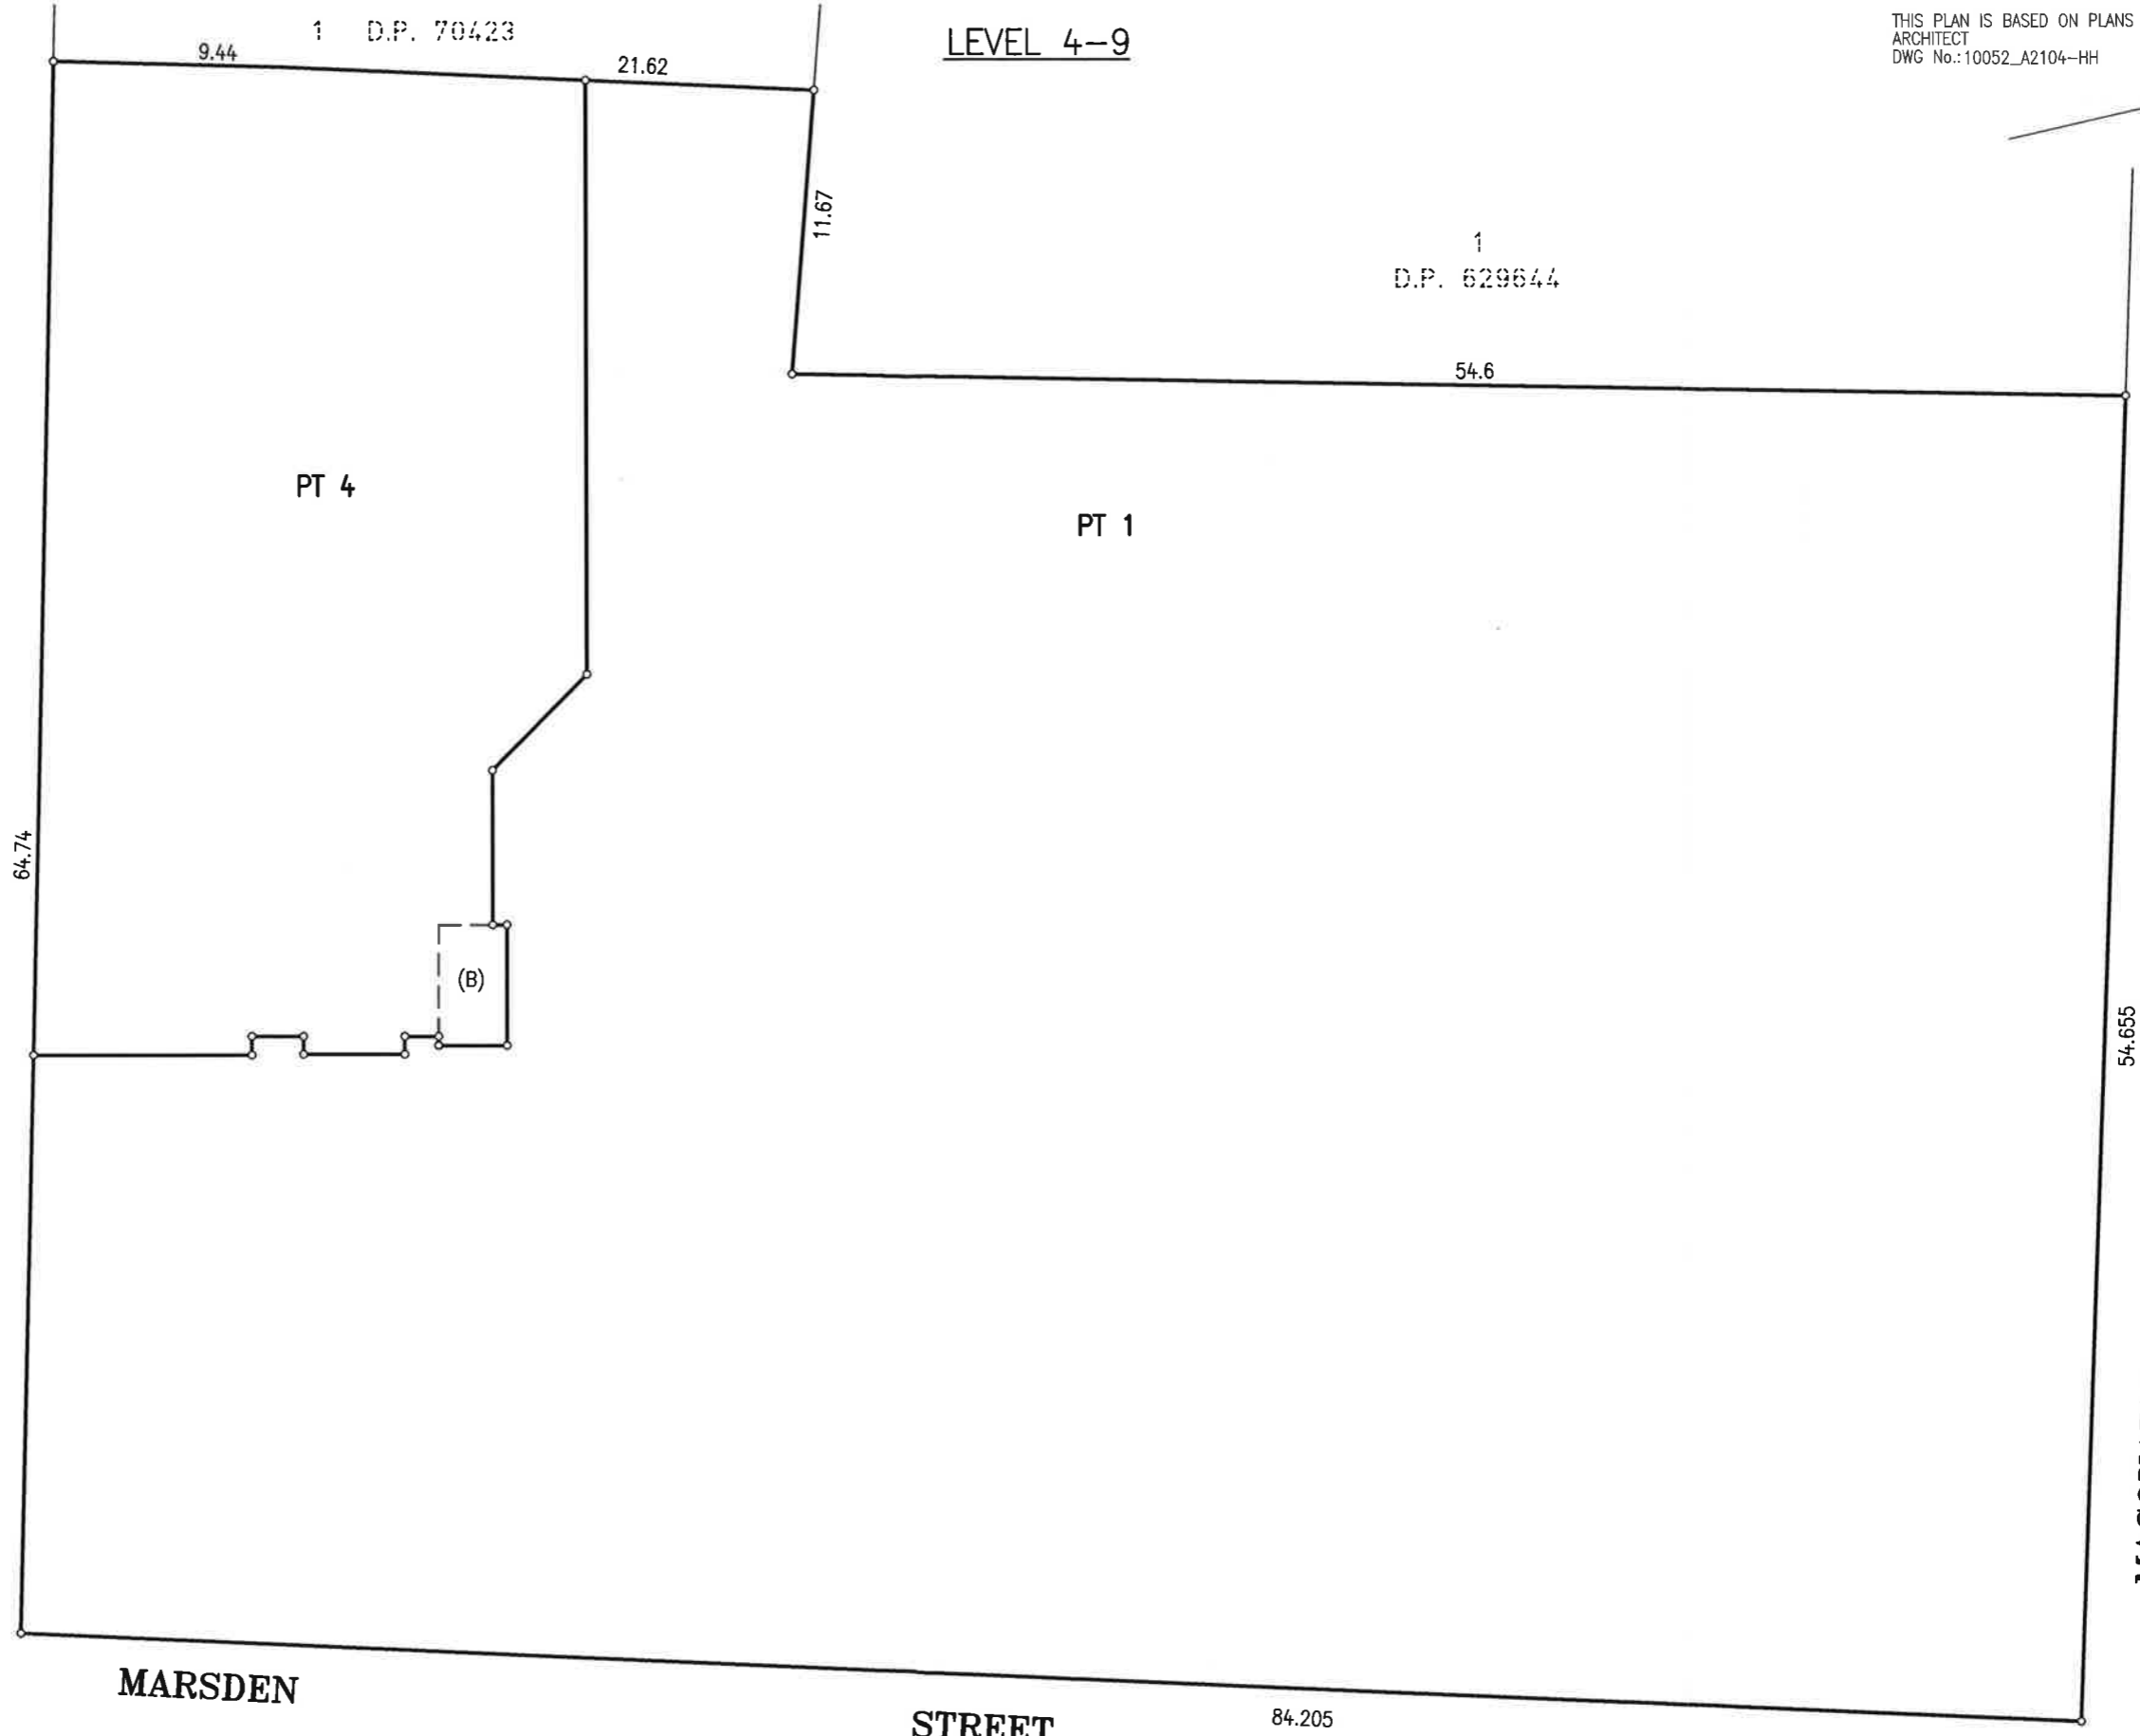 1 D.P. 70423
LEVEL 4-9
THIS PLAN IS BASED ON PLANS
ARCHITECT
DWG No.:10052_A2104-HH
9.44
21.62
11.67
1
D.P. 629644
54.6
PT 4
PT 1
64.74
(B)
54.655
MARSDEN
STREET
84.205